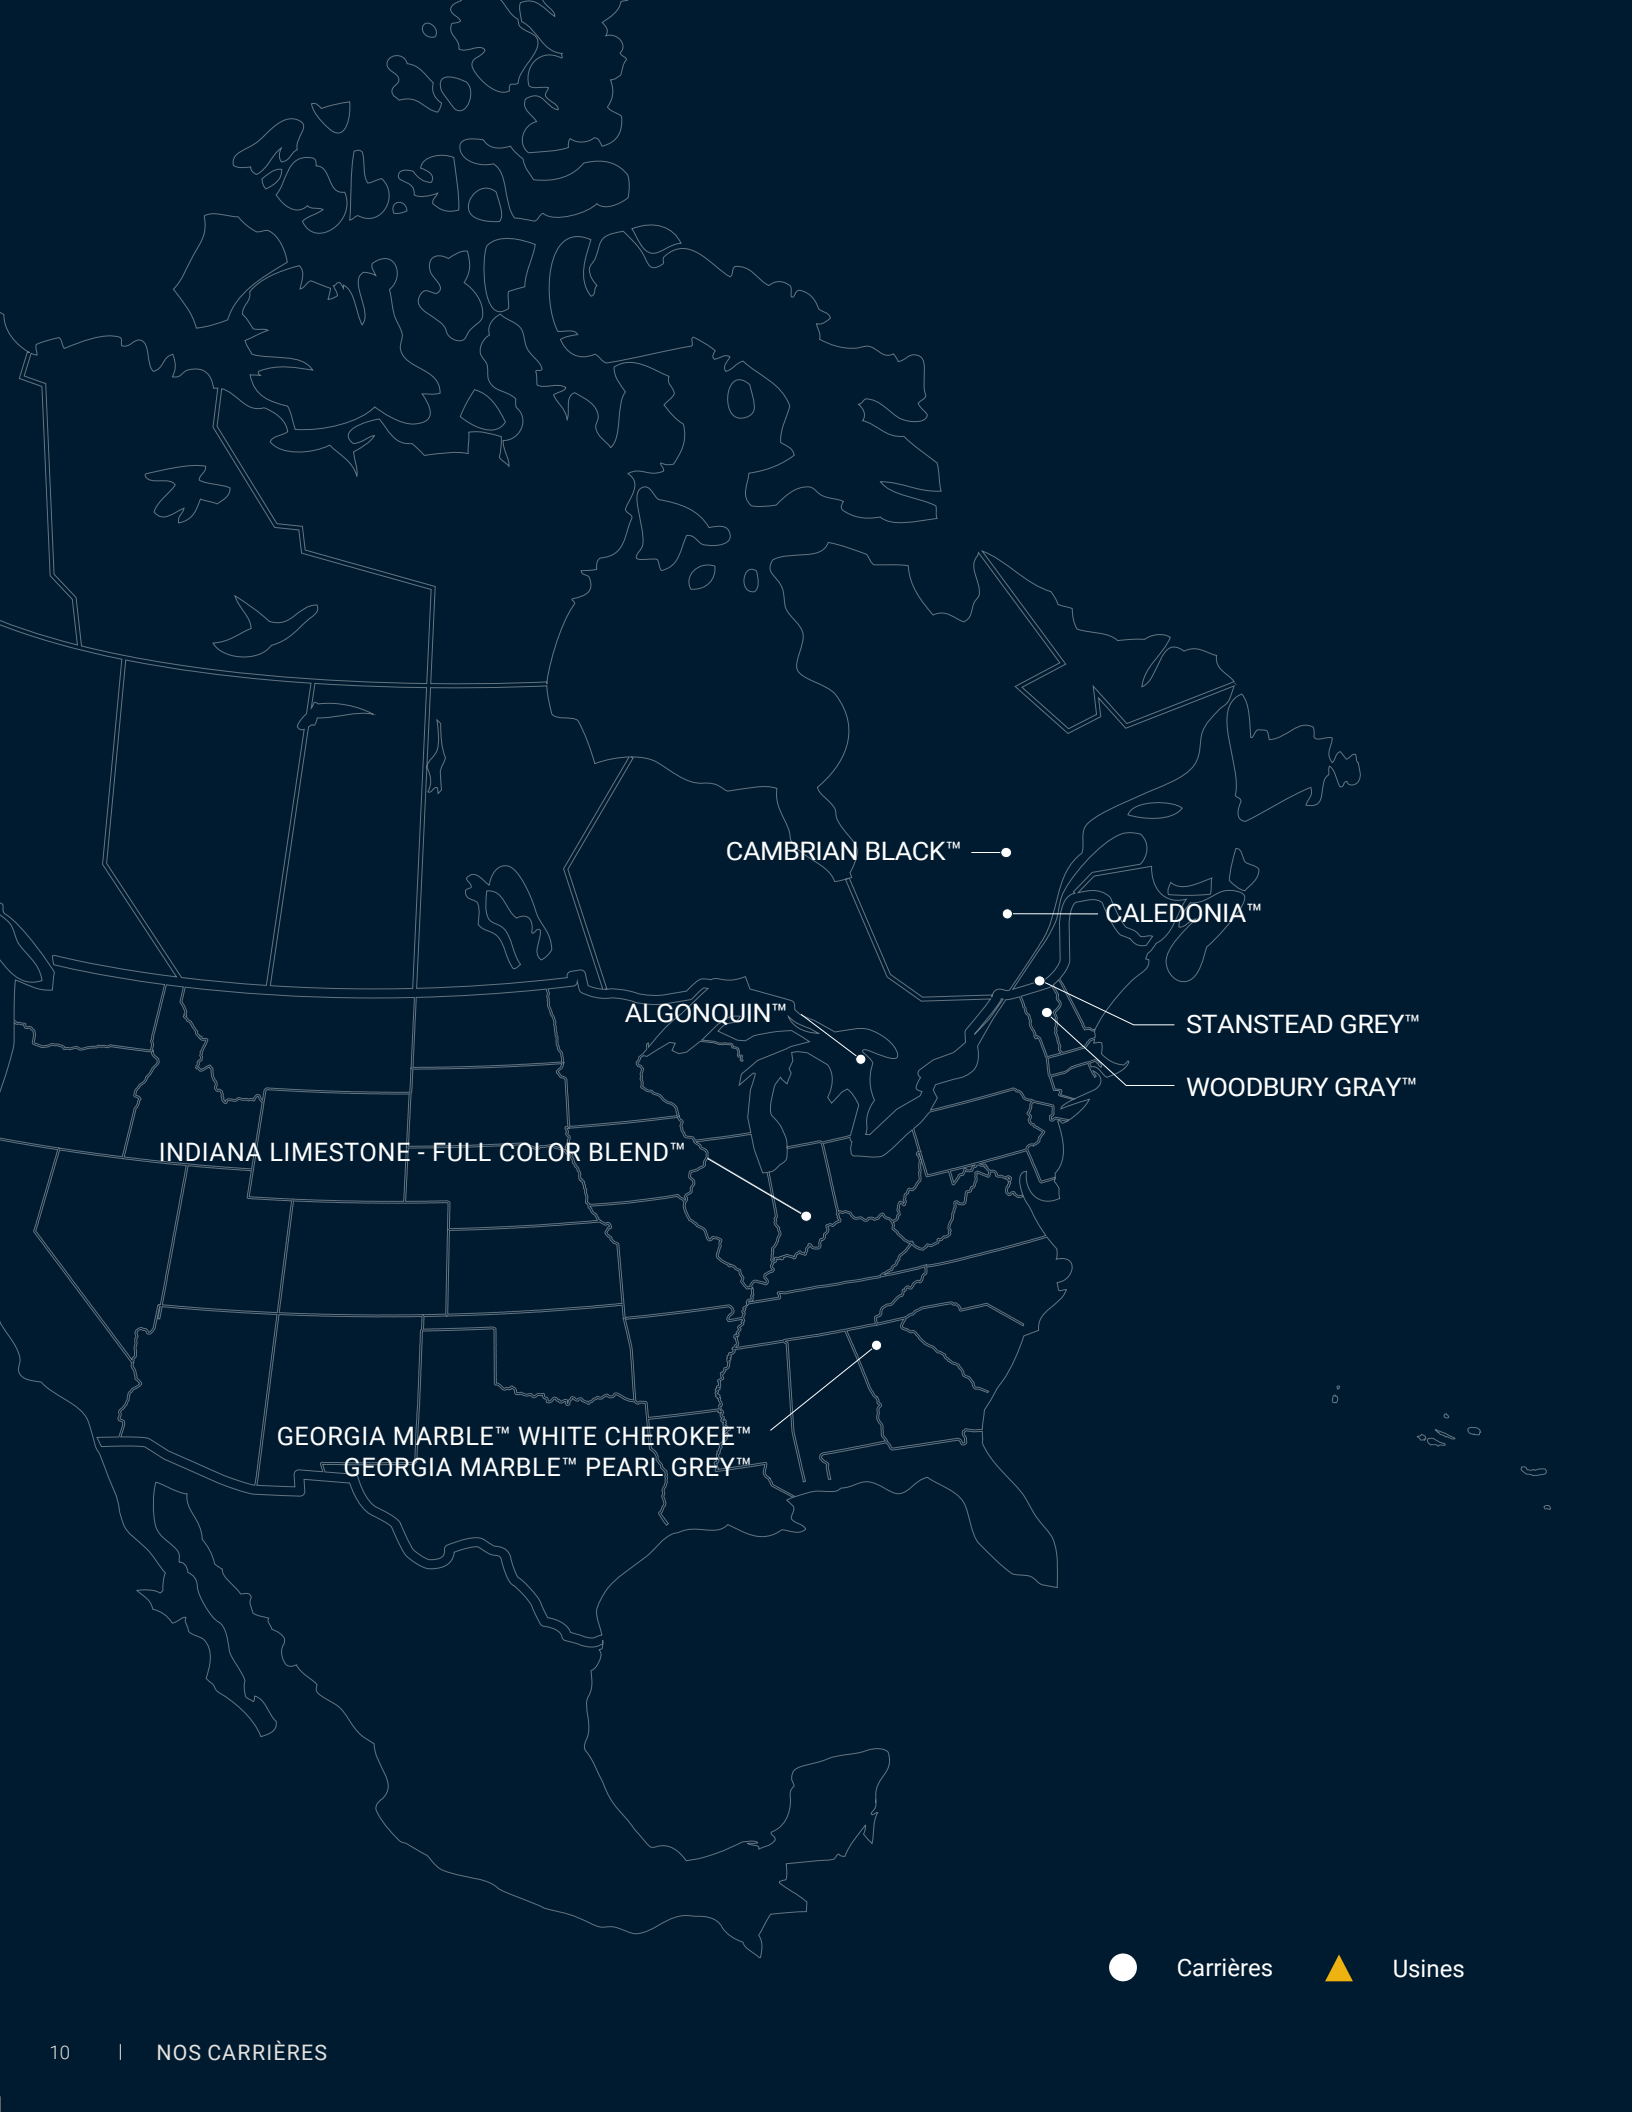 CAMBRIAN BLACK™
CALEDONIA™
ALGONQUIN™
STANSTEAD GREY™
WOODBURY GRAY™
INDIANA LIMESTONE - FULL COLOR BLEND™
GEORGIA MARBLE™ WHITE CHEROKEE™
GEORGIA MARBLE™ PEARL GREY™
Carrières
Usines
10 | NOS CARRIÈRES